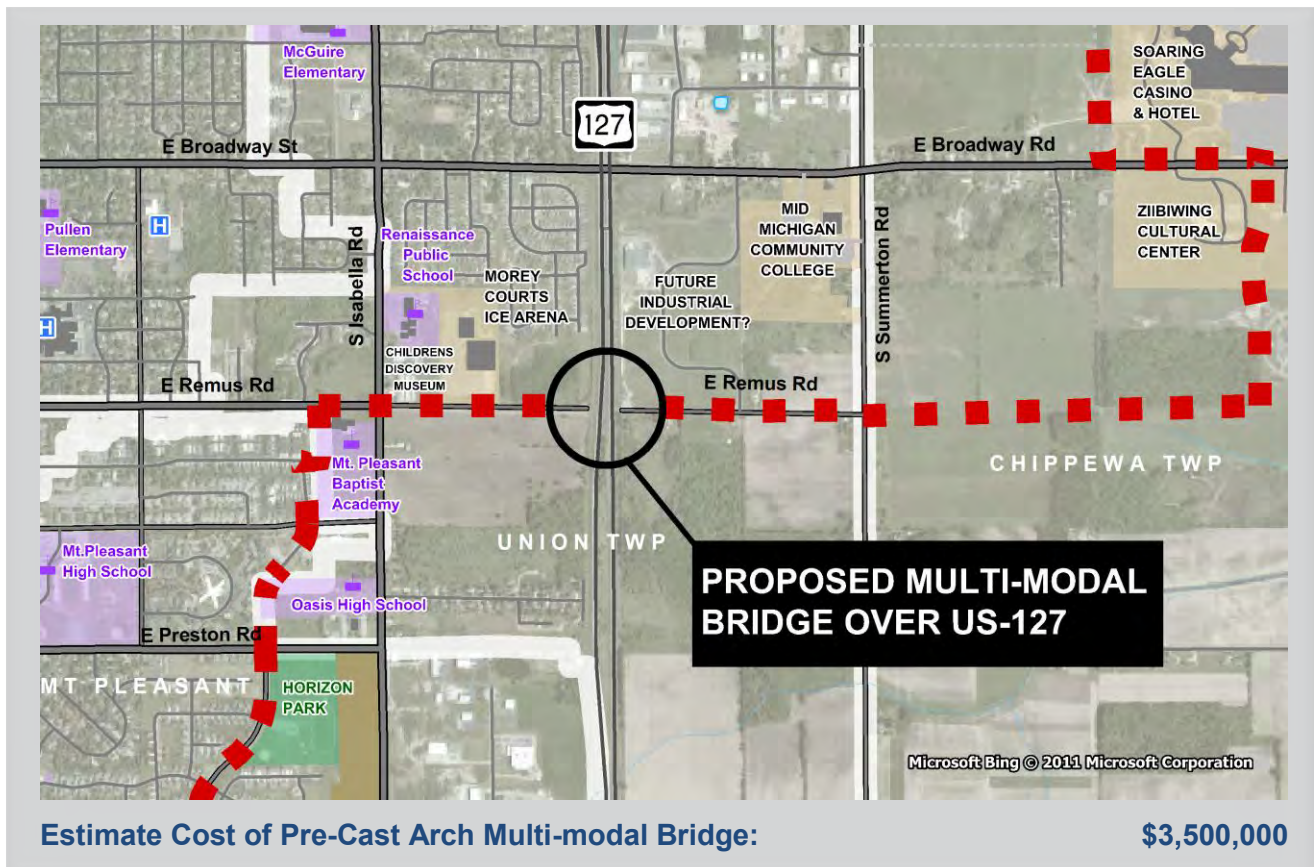 McGuire
Elementary
SOARING
EAGLE
CASINO
& HOTEL
127
E Broadway St
E Broadway Rd
Pullen
Elementary
H
S Isabella Rd
Renaissance
Public
School
MOREY
COURTS
ICE ARENA
FUTURE
INDUSTRIAL
DEVELOPMENT?
MID
MICHIGAN
COMMUNITY
COLLEGE
S Summerton Rd
ZIIBIWING
CULTURAL
CENTER
H
CHILDRENS
DISCOVERY
MUSEUM
E Remus Rd
E Remus Rd
Mt. Pleasant
Baptist
Academy
CHIPPEWA TWP
UNION TWP
Mt.Pleasant
High School
Oasis High School
E Preston Rd
PROPOSED MULTI-MODAL
BRIDGE OVER US-127
MT PLEASANT
HORIZON
PARK
Microsoft Bing © 2011 Microsoft Corporation
Estimate Cost of Pre-Cast Arch Multi-modal Bridge: $3,500,000